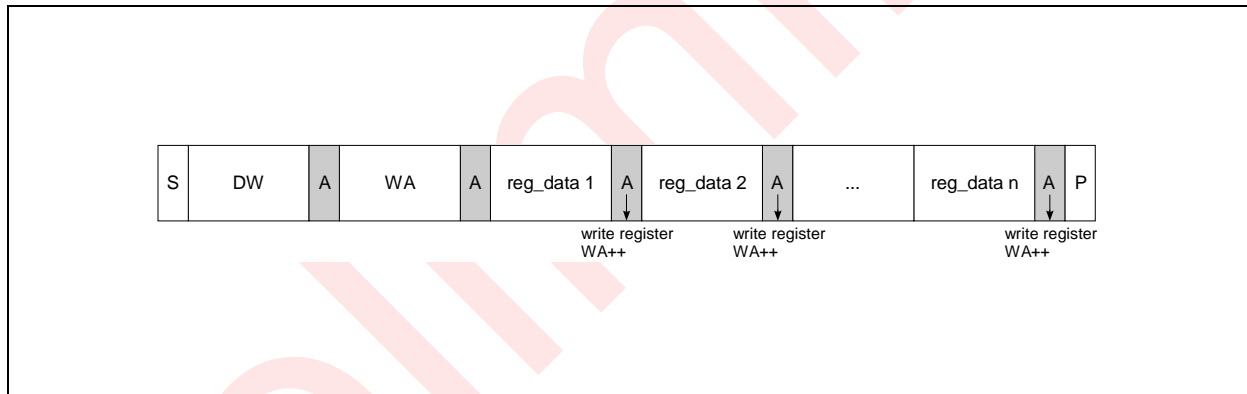 S DW A WA A reg_data 1 A reg_data 2 A ... reg_data n A P
write register write register write register
WA++ WA++ WA++